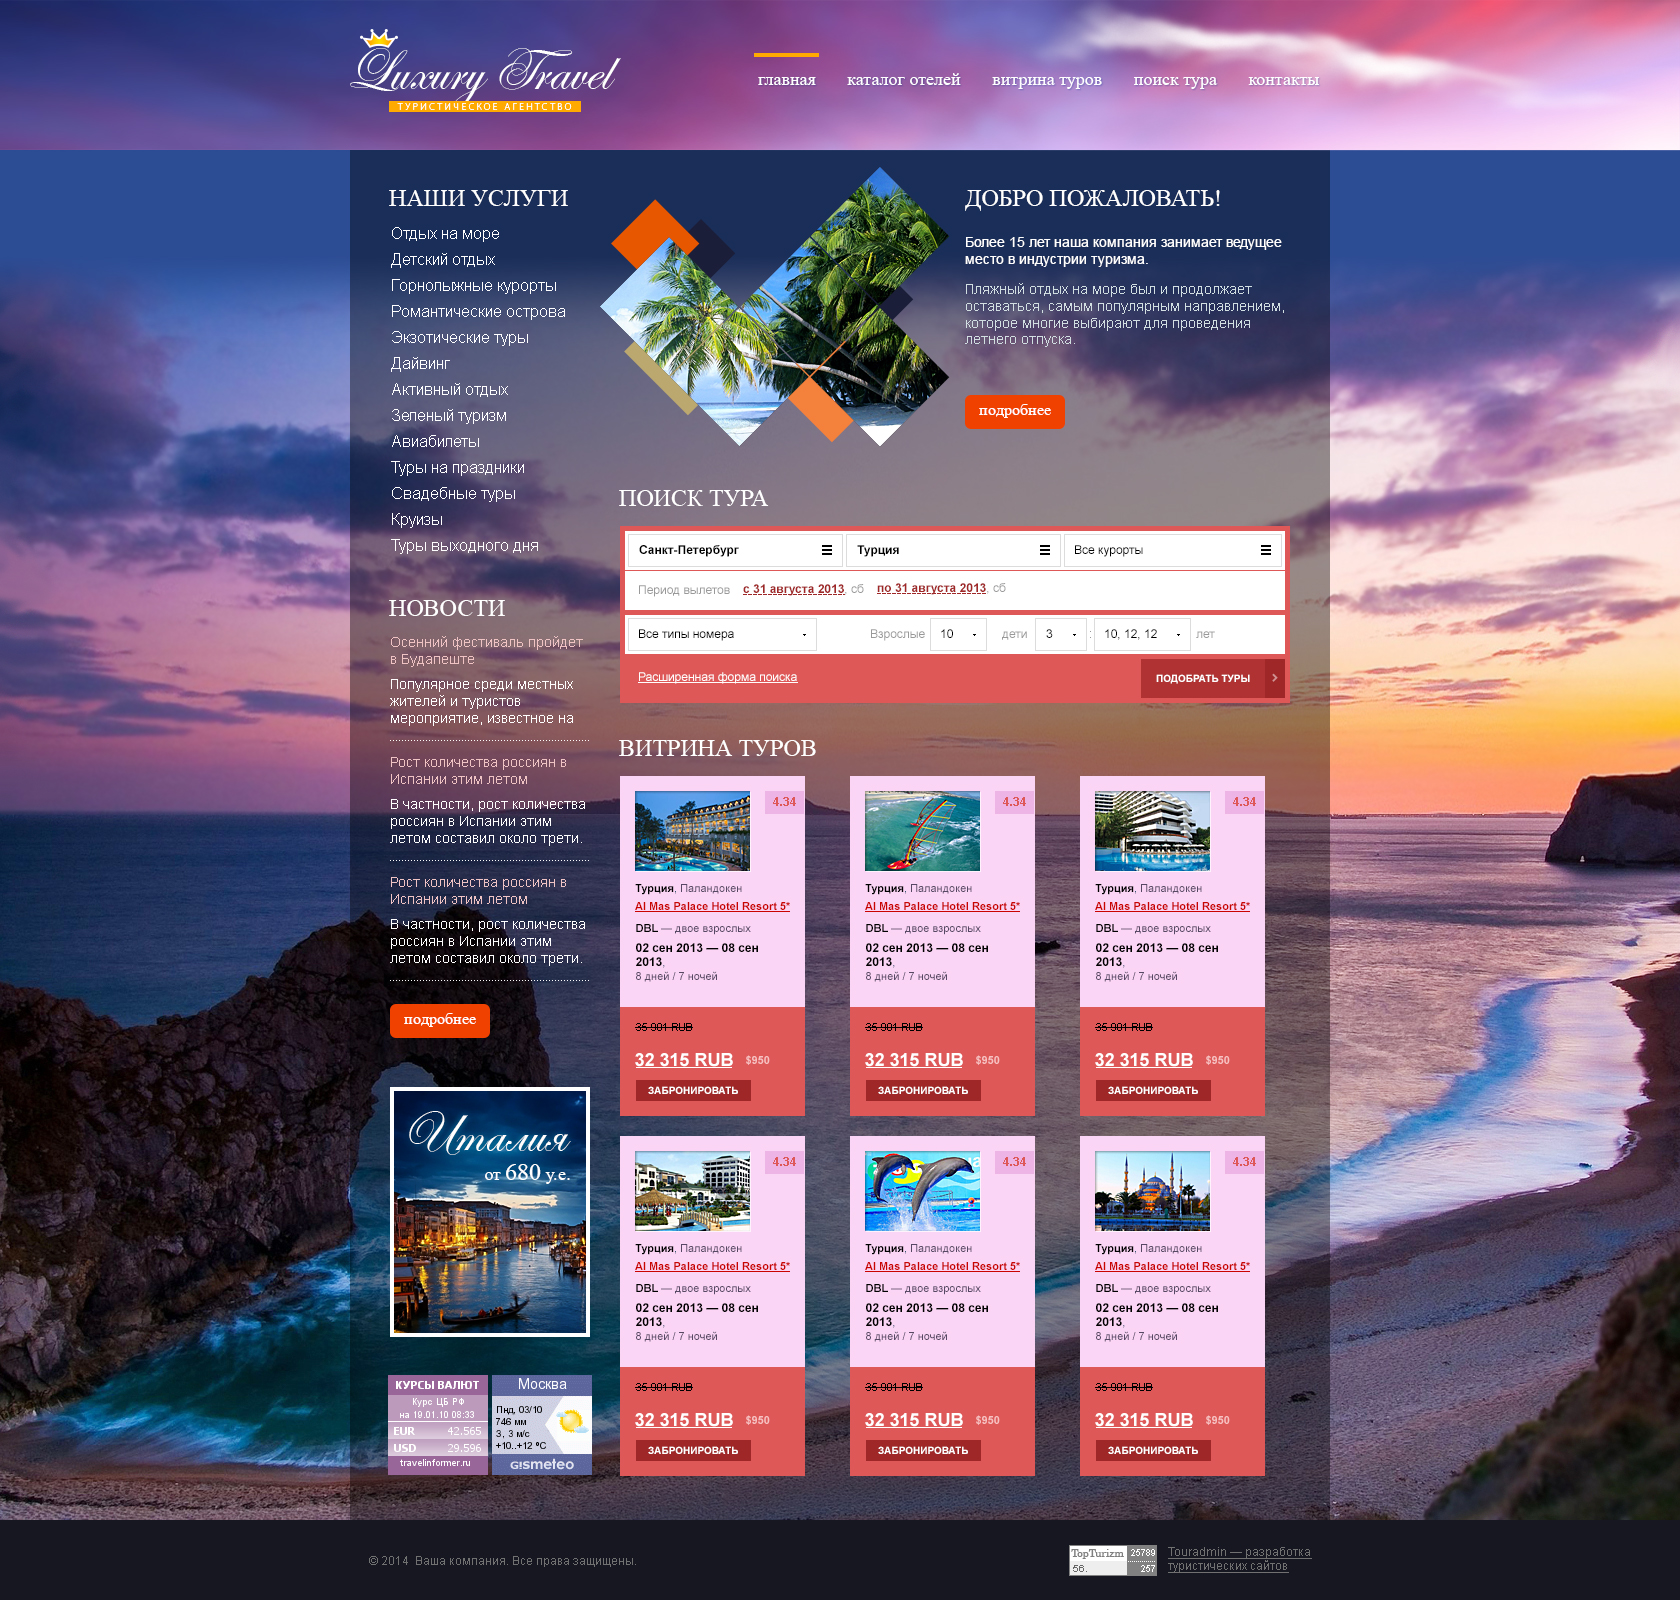 Luxury Travel
ТУРИСТИЧЕСКОЕ АГЕНТСТВО
главная
каталог отелей
витрина туров
поиск тура
контакты
НАШИ УСЛУГИ
Отдых на море
Детский отдых
Горнолыжные курорты
Романтические острова
Экзотические туры
Дайвинг
Активный отдых
Зеленый туризм
Авиабилеты
Туры на праздники
Свадебные туры
Круизы
Туры выходного дня
ДОБРО ПОЖАЛОВАТЬ!
Более 15 лет наша компания занимает ведущее
место в индустрии туризма.
Пляжный отдых на море был и продолжает
оставаться, самым популярным направлением,
которое многие выбирают для проведения
летнего отпуска.
подробнее
НОВОСТИ
Осенний фестиваль пройдет
в Будапеште
Популярное среди местных
жителей и туристов
мероприятие, известное на
Рост количества россиян в
Испании этим летом
В частности, рост количества
россиян в Испании этим
летом составил около трети.
Рост количества россиян в
Испании этим летом
В частности, рост количества
россиян в Испании этим
летом составил около трети.
подробнее
Италия
от 680 у.е.
КУРСЫ ВАЛЮТ
Курс ЦБ РФ
на 19.01.10 08:33
EUR 42.565
USD 29.596
travelinformer.ru
Москва
Пнд, 03/10
746 мм
З, 3 м/с
+10..+12 °C
Gismeteo
ПОИСК ТУРА
Санкт-Петербург
Турция
Все курорты
Период вылетов с 31 августа 2013, сб по 31 августа 2013, сб
Все типы номера
Взрослые 10 дети 3 : 10, 12, 12 лет
Расширенная форма поиска
ПОДОБРАТЬ ТУРЫ
ВИТРИНА ТУРОВ
4.34
Турция, Паландокен
Al Mas Palace Hotel Resort 5*
DBL — двое взрослых
02 сен 2013 — 08 сен
2013,
8 дней / 7 ночей
35 001 RUB
32 315 RUB $950
ЗАБРОНИРОВАТЬ
4.34
Турция, Паландокен
Al Mas Palace Hotel Resort 5*
DBL — двое взрослых
02 сен 2013 — 08 сен
2013,
8 дней / 7 ночей
35 001 RUB
32 315 RUB $950
ЗАБРОНИРОВАТЬ
4.34
Турция, Паландокен
Al Mas Palace Hotel Resort 5*
DBL — двое взрослых
02 сен 2013 — 08 сен
2013,
8 дней / 7 ночей
35 001 RUB
32 315 RUB $950
ЗАБРОНИРОВАТЬ
4.34
Турция, Паландокен
Al Mas Palace Hotel Resort 5*
DBL — двое взрослых
02 сен 2013 — 08 сен
2013,
8 дней / 7 ночей
35 001 RUB
32 315 RUB $950
ЗАБРОНИРОВАТЬ
4.34
Турция, Паландокен
Al Mas Palace Hotel Resort 5*
DBL — двое взрослых
02 сен 2013 — 08 сен
2013,
8 дней / 7 ночей
35 001 RUB
32 315 RUB $950
ЗАБРОНИРОВАТЬ
4.34
Турция, Паландокен
Al Mas Palace Hotel Resort 5*
DBL — двое взрослых
02 сен 2013 — 08 сен
2013,
8 дней / 7 ночей
35 001 RUB
32 315 RUB $950
ЗАБРОНИРОВАТЬ
© 2014 Ваша компания. Все права защищены.
TopTurizm 25789
56. 257
Touradmin — разработка
туристических сайтов